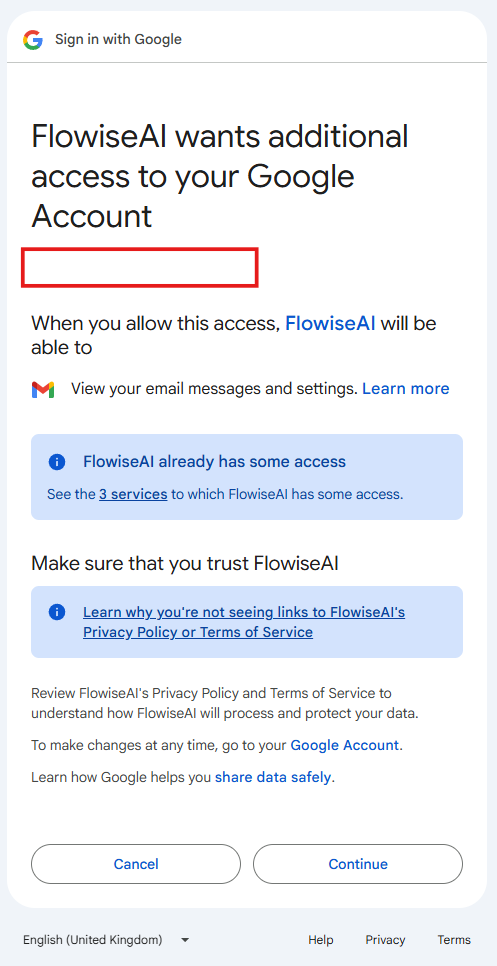 Sign in with Google
FlowiseAI wants additional
access to your Google
Account
When you allow this access, FlowiseAI will be
able to
View your email messages and settings. Learn more
FlowiseAI already has some access
See the 3 services to which FlowiseAI has some access.
Make sure that you trust FlowiseAI
Learn why you're not seeing links to FlowiseAI's
Privacy Policy or Terms of Service
Review FlowiseAI's Privacy Policy and Terms of Service to
understand how FlowiseAI will process and protect your data.
To make changes at any time, go to your Google Account.
Learn how Google helps you share data safely.
Cancel
Continue
English (United Kingdom)
Help
Privacy
Terms